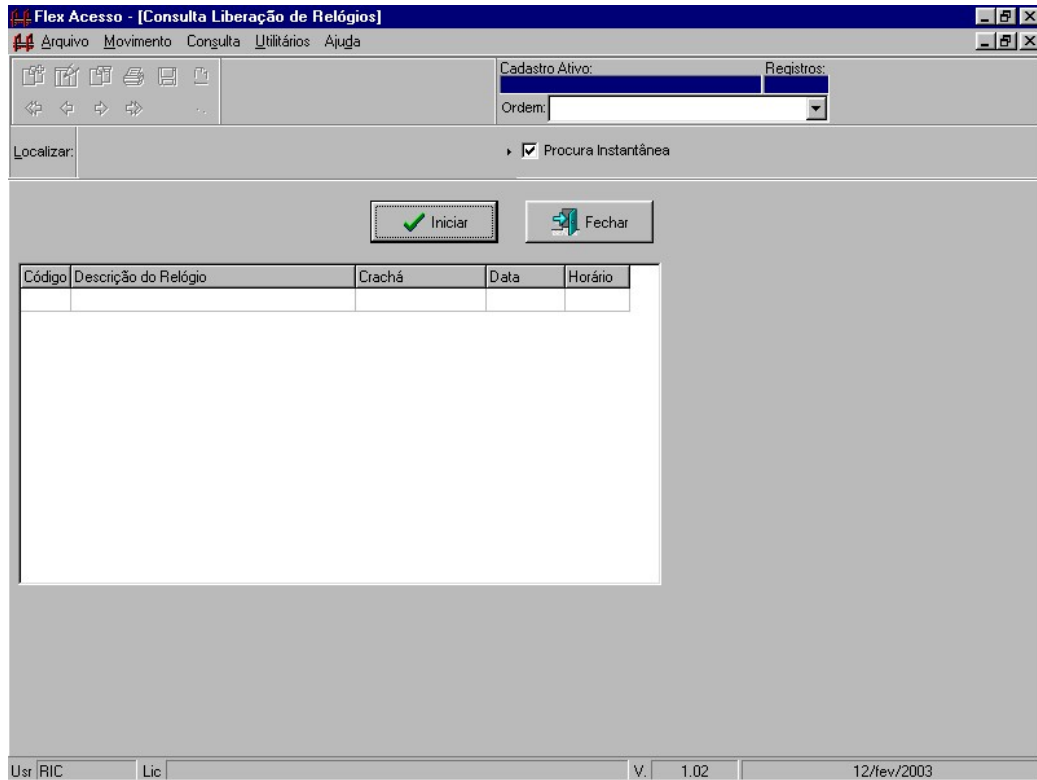 Flex Acesso - [Consulta Liberação de Relógios]
Arquivo Movimento Consulta Utilitários Ajuda
Cadastro Ativo: Registros:
Ordem:
Localizar: Procura Instantânea
Iniciar Fechar
Código Descrição do Relógio Crachá Data Horário
Usr RIC Lic V. 1.02 12/fev/2003